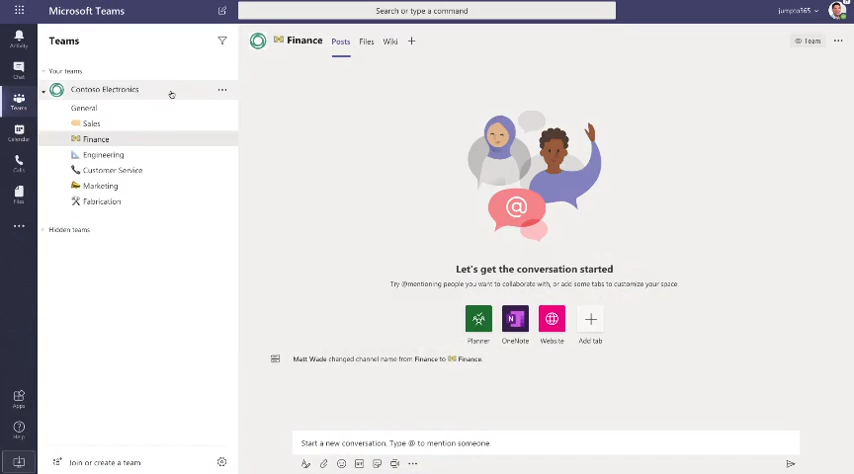 Microsoft Teams
Search or type a command
jumpto365
Activity
Chat
Teams
Calendar
Calls
Files
Apps
Help
Teams
Your teams
Contoso Electronics
General
Sales
Finance
Engineering
Customer Service
Marketing
Fabrication
Hidden teams
Join or create a team
Finance Posts Files Wiki
Team
@
Let's get the conversation started
Try @mentioning people you want to collaborate with, or add some tabs to customize your space.
Planner OneNote Website Add tab
Matt Wade changed channel name from Finance to 💵 Finance.
Start a new conversation. Type @ to mention someone.